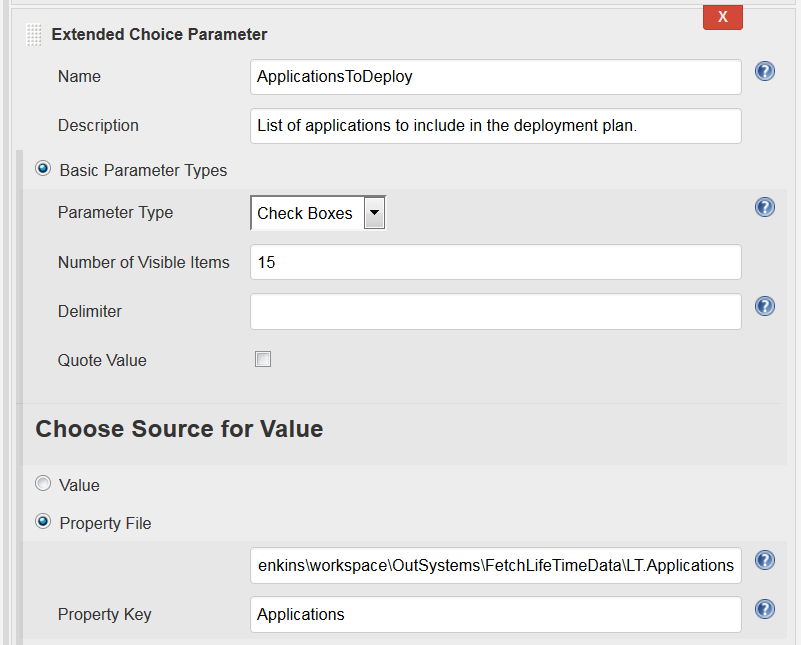 X
Extended Choice Parameter
Name ApplicationsToDeploy ?
Description List of applications to include in the deployment plan.
Basic Parameter Types
Parameter Type Check Boxes ?
Number of Visible Items 15
Delimiter ?
Quote Value
Choose Source for Value
Value
Property File
enkins\workspace\OutSystems\FetchLifeTimeData\LT.Applications ?
Property Key Applications ?